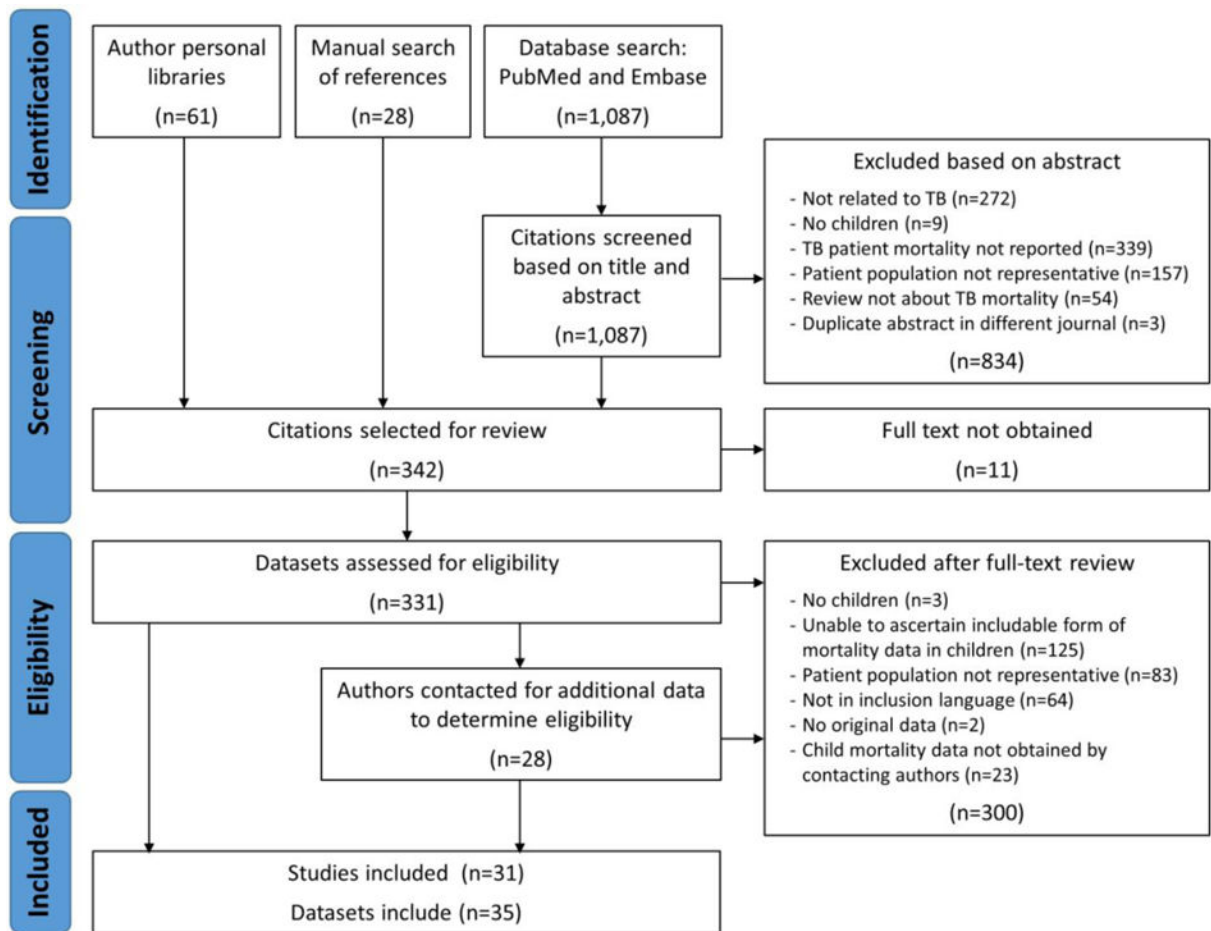 Identification
Author personal
libraries
(n=61)
Manual search
of references
(n=28)
Database search:
PubMed and Embase
(n=1,087)
Screening
Citations screened
based on title and
abstract
(n=1,087)
Excluded based on abstract
- Not related to TB (n=272)
- No children (n=9)
- TB patient mortality not reported (n=339)
- Patient population not representative (n=157)
- Review not about TB mortality (n=54)
- Duplicate abstract in different journal (n=3)
(n=834)
Citations selected for review
(n=342)
Full text not obtained
(n=11)
Eligibility
Datasets assessed for eligibility
(n=331)
Authors contacted for additional data
to determine eligibility
(n=28)
Excluded after full-text review
- No children (n=3)
- Unable to ascertain includable form of
mortality data in children (n=125)
- Patient population not representative (n=83)
- Not in inclusion language (n=64)
- No original data (n=2)
- Child mortality data not obtained by
contacting authors (n=23)
(n=300)
Included
Studies included (n=31)
Datasets include (n=35)